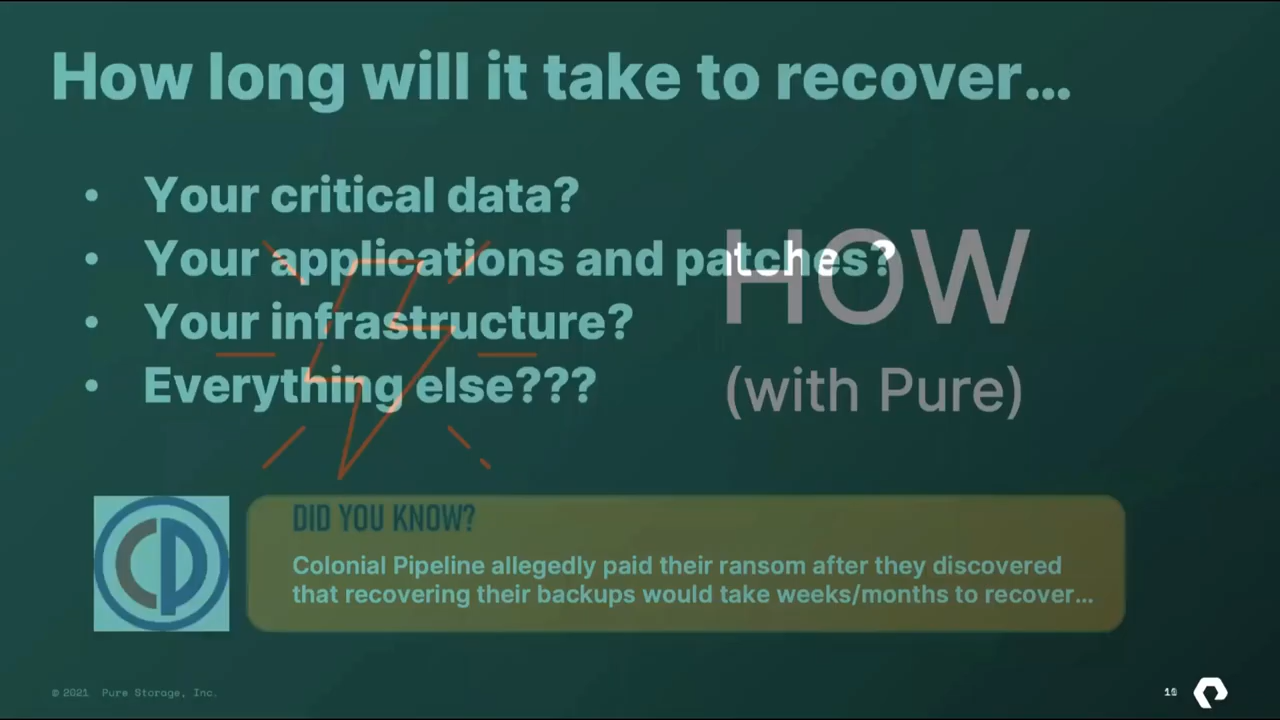 How long will it take to recover...
• Your critical data?
• Your applications and patches?
• Your infrastructure?
• Everything else???
HOW
(with Pure)
DID YOU KNOW?
Colonial Pipeline allegedly paid their ransom after they discovered
that recovering their backups would take weeks/months to recover...
© 2021 Pure Storage, Inc.